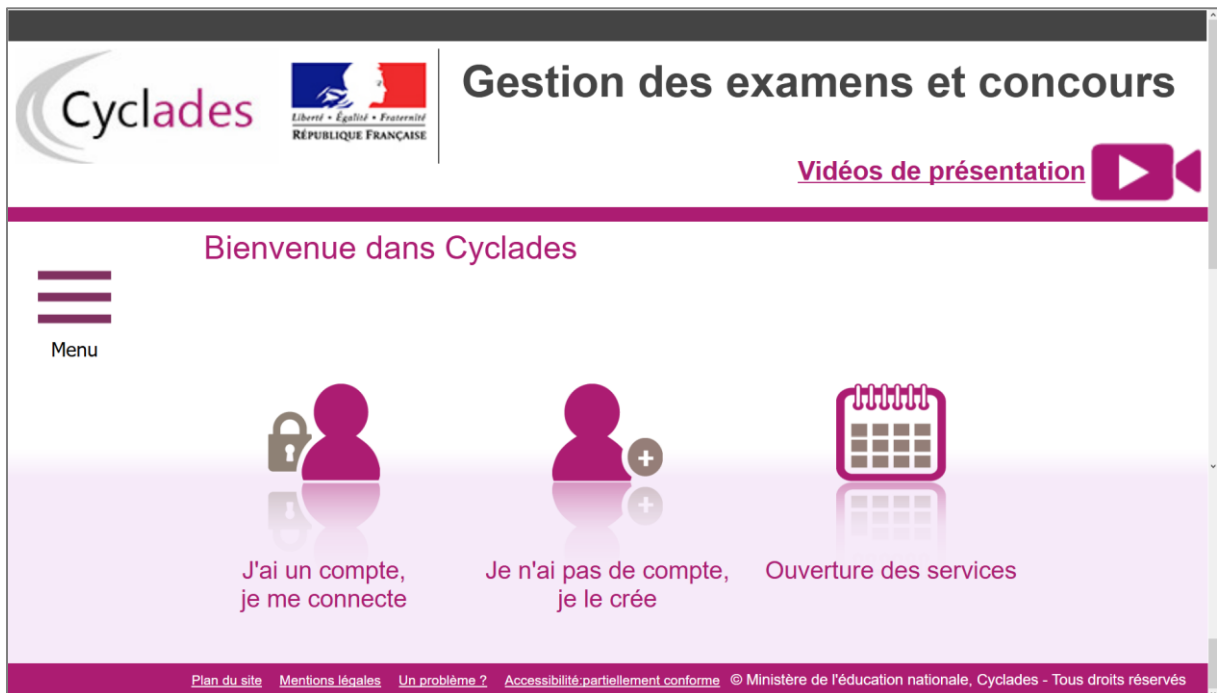 Cyclades
Liberté • Égalité • Fraternité
RÉPUBLIQUE FRANÇAISE
Gestion des examens et concours
Vidéos de présentation
Bienvenue dans Cyclades
Menu
J'ai un compte,
je me connecte
Je n'ai pas de compte,
je le crée
Ouverture des services
Plan du site Mentions légales Un problème ? Accessibilité:partiellement conforme © Ministère de l'éducation nationale, Cyclades - Tous droits réservés